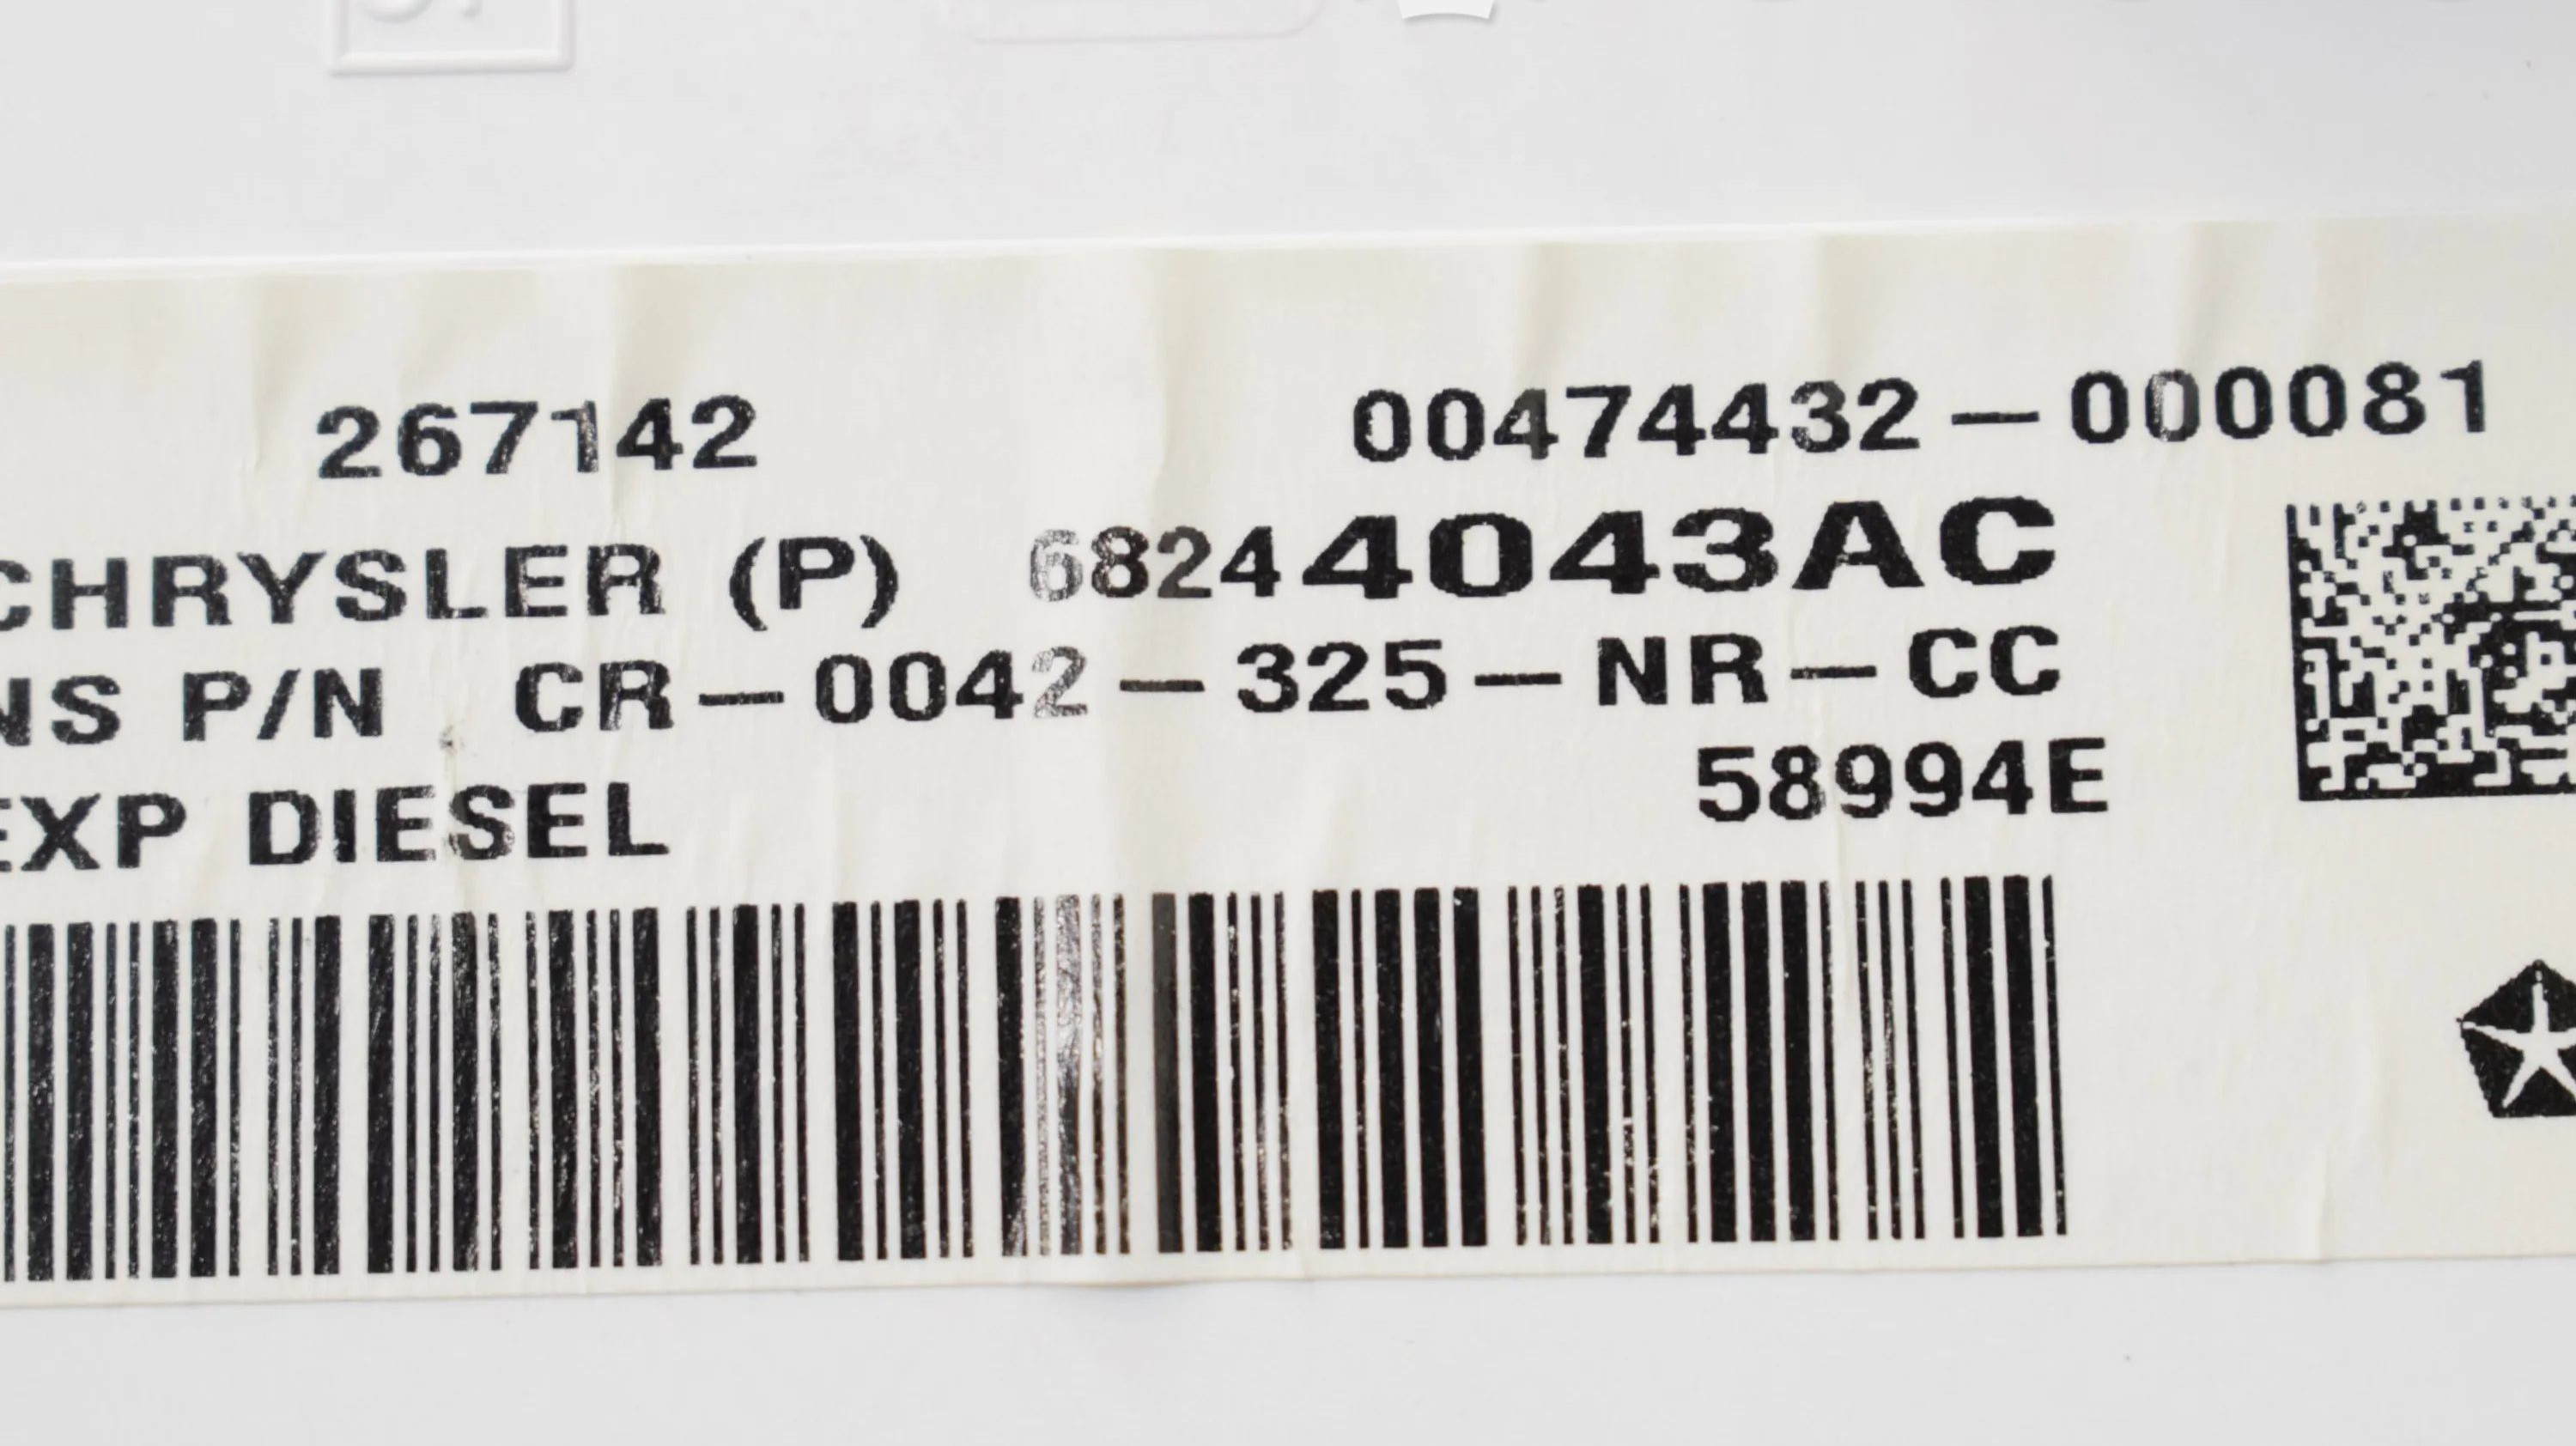 267142 00474432-000081
CHRYSLER (P) 68244043AC
NS P/N CR-0042-325-NR-CC
EXP DIESEL 58994E